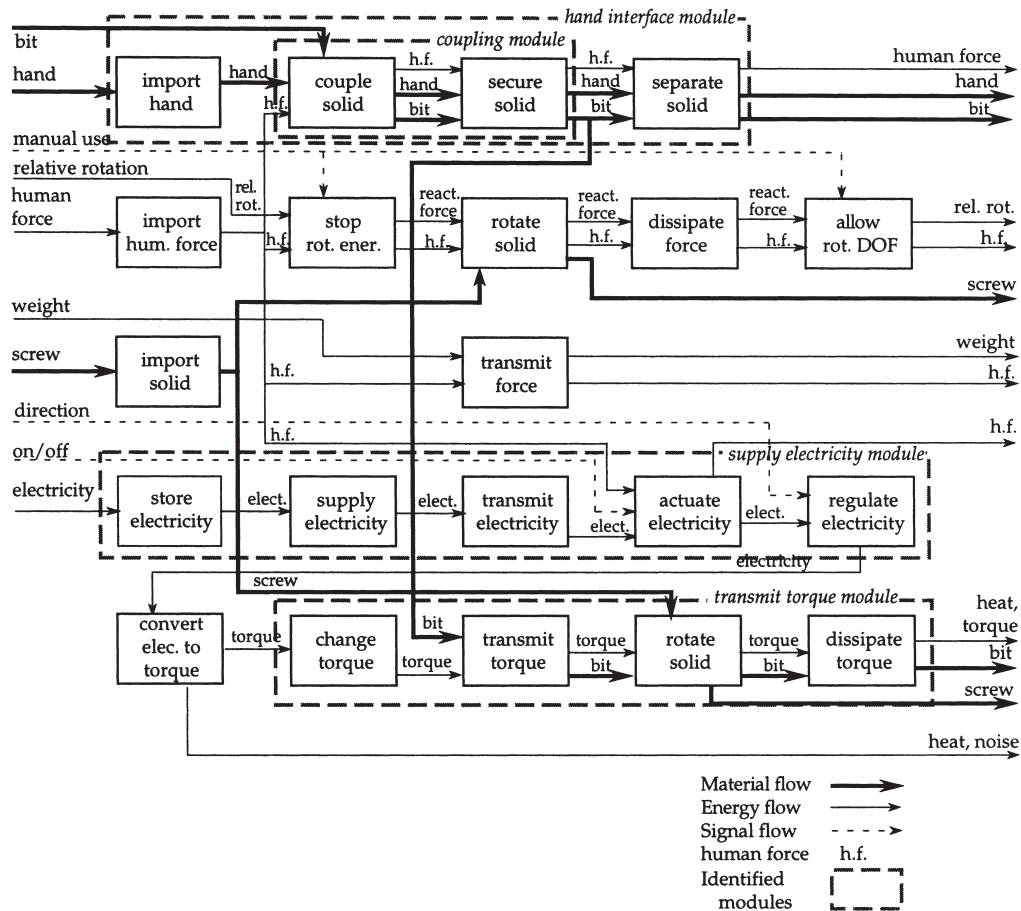 hand interface module
bit
coupling module
hand
import
hand
hand
h.f.
couple
solid
h.f.
hand
bit
secure
solid
h.f.
hand
bit
separate
solid
human force
hand
bit
manual use
relative rotation
human
force
import
hum. force
rel.
rot.
h.f.
stop
rot. ener.
react.
force
h.f.
rotate
solid
react.
force
h.f.
dissipate
force
react.
force
h.f.
allow
rot. DOF
rel. rot.
h.f.
screw
weight
screw
import
solid
h.f.
transmit
force
weight
h.f.
direction
h.f.
h.f.
on/off
supply electricity module
electricity
store
electricity
elect.
supply
electricity
elect.
transmit
electricity
elect.
actuate
electricity
elect.
regulate
electricity
electricity
screw
transmit torque module
convert
elec. to
torque
torque
change
torque
torque
bit
transmit
torque
torque
bit
rotate
solid
torque
bit
dissipate
torque
heat,
torque
bit
screw
heat, noise
Material flow
Energy flow
Signal flow
human force h.f.
Identified
modules